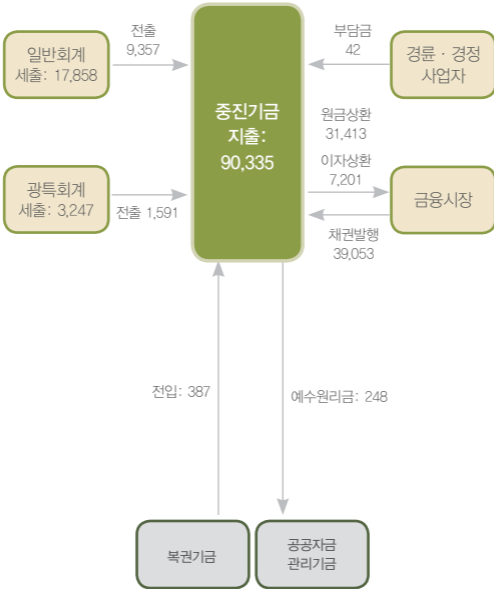 일반회계
세출: 17,858
전출
9,357
중진기금
지출:
90,335
부담금
42
경륜 · 경정
사업자
광특회계
세출: 3,247
전출 1,591
원금상환
31,413
이자상환
7,201
채권발행
39,053
금융시장
전입: 387
예수원리금: 248
복권기금
공공자금
관리기금